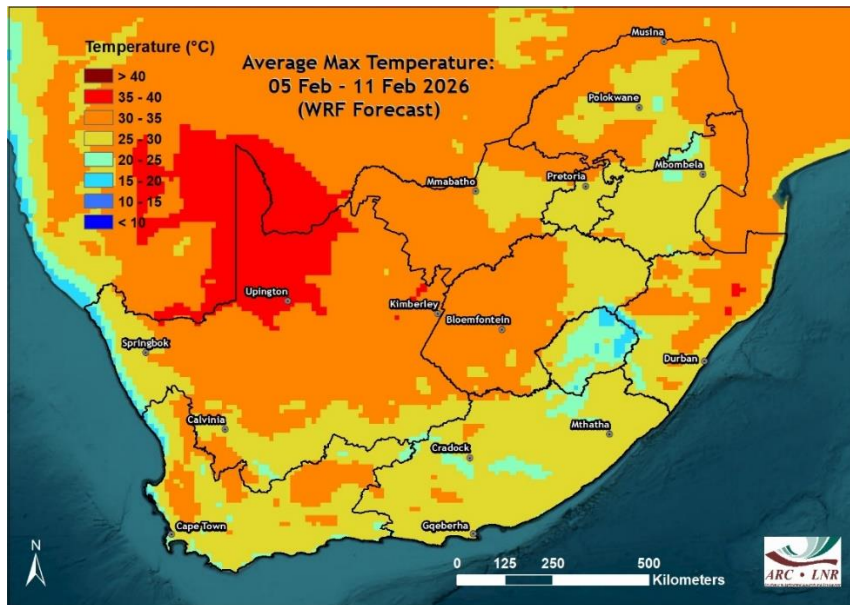 Temperature (°C)
> 40
35 - 40
30 - 35
25 - 30
20 - 25
15 - 20
10 - 15
< 10
Average Max Temperature:
05 Feb - 11 Feb 2026
(WRF Forecast)
Musina
Polokwane
Mbombela
Pretoria
Mmabatho
Upington
Kimberley
Bloemfontein
Springbok
Durban
Calvinia
Mthatha
Cradock
Cape Town
Gqeberha
N
0 125 250 500
Kilometers
ARC • LNR